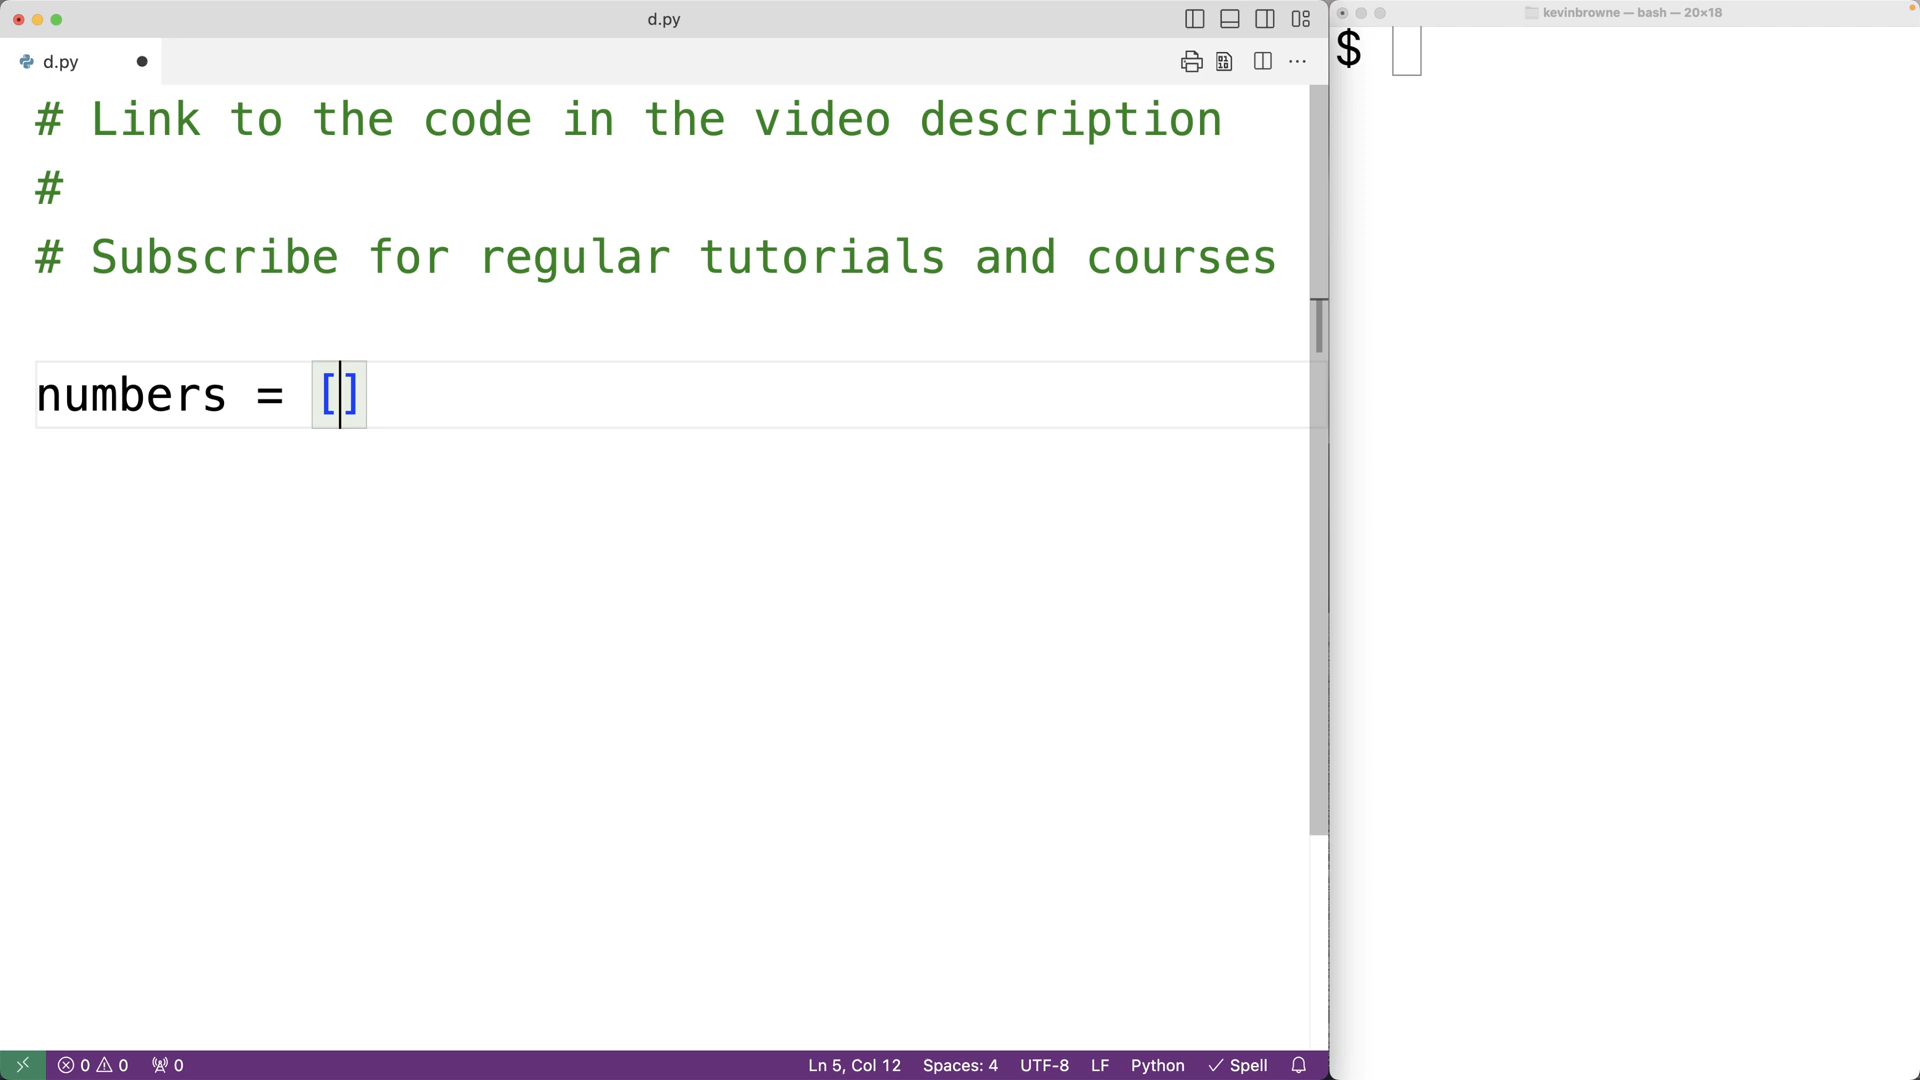 d.py
kevinbrowne — bash — 20×18
d.py
$
# Link to the code in the video description
#
# Subscribe for regular tutorials and courses
numbers = []
0 0 0 Ln 5, Col 12 Spaces: 4 UTF-8 LF Python Spell